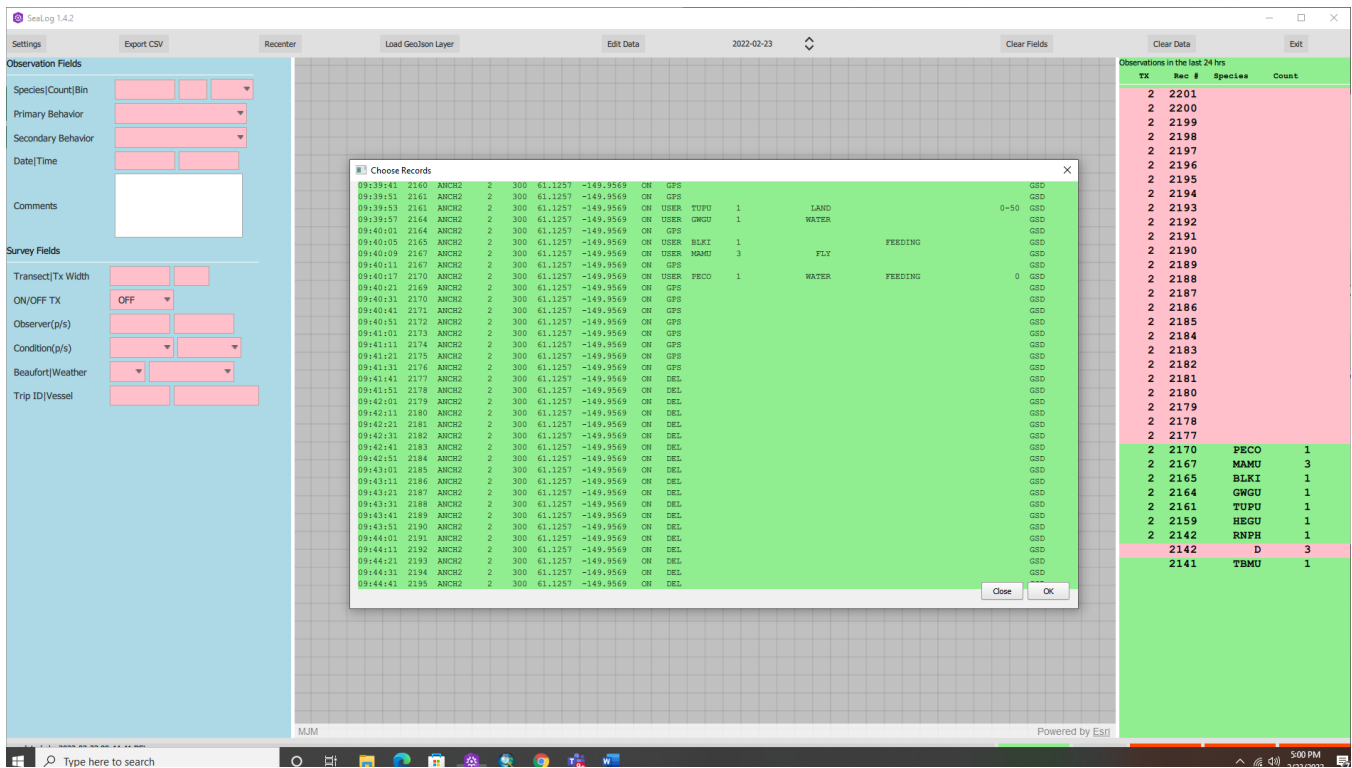 SeaLog 1.4.2
Settings Export CSV Recenter Load GeoJson Layer Edit Data 2022-02-23 Clear Fields Clear Data Exit
Observation Fields
Species|Count|Bin
Primary Behavior
Secondary Behavior
Date|Time
Comments
Survey Fields
Transect|Tx Width
ON/OFF TX OFF
Observer(p/s)
Condition(p/s)
Beaufort|Weather
Trip ID|Vessel
Choose Records
09:39:41 2160 ANCH2 2 300 61.1257 -149.9569 ON GPS GSD
09:39:51 2161 ANCH2 2 300 61.1257 -149.9569 ON GPS GSD
09:39:53 2161 ANCH2 2 300 61.1257 -149.9569 ON USER TUPU 1 LAND 0-50 GSD
09:39:57 2164 ANCH2 2 300 61.1257 -149.9569 ON USER GWGU 1 WATER GSD
09:40:01 2164 ANCH2 2 300 61.1257 -149.9569 ON GPS GSD
09:40:05 2165 ANCH2 2 300 61.1257 -149.9569 ON USER BLKI 1 FEEDING GSD
09:40:09 2167 ANCH2 2 300 61.1257 -149.9569 ON USER MAMU 3 FLY GSD
09:40:11 2167 ANCH2 2 300 61.1257 -149.9569 ON GPS GSD
09:40:17 2170 ANCH2 2 300 61.1257 -149.9569 ON USER PECO 1 WATER FEEDING 0 GSD
09:40:21 2169 ANCH2 2 300 61.1257 -149.9569 ON GPS GSD
09:40:31 2170 ANCH2 2 300 61.1257 -149.9569 ON GPS GSD
09:40:41 2171 ANCH2 2 300 61.1257 -149.9569 ON GPS GSD
09:40:51 2172 ANCH2 2 300 61.1257 -149.9569 ON GPS GSD
09:41:01 2173 ANCH2 2 300 61.1257 -149.9569 ON GPS GSD
09:41:11 2174 ANCH2 2 300 61.1257 -149.9569 ON GPS GSD
09:41:21 2175 ANCH2 2 300 61.1257 -149.9569 ON GPS GSD
09:41:31 2176 ANCH2 2 300 61.1257 -149.9569 ON GPS GSD
09:41:41 2177 ANCH2 2 300 61.1257 -149.9569 ON DEL GSD
09:41:51 2178 ANCH2 2 300 61.1257 -149.9569 ON DEL GSD
09:42:01 2179 ANCH2 2 300 61.1257 -149.9569 ON DEL GSD
09:42:11 2180 ANCH2 2 300 61.1257 -149.9569 ON DEL GSD
09:42:21 2181 ANCH2 2 300 61.1257 -149.9569 ON DEL GSD
09:42:31 2182 ANCH2 2 300 61.1257 -149.9569 ON DEL GSD
09:42:41 2183 ANCH2 2 300 61.1257 -149.9569 ON DEL GSD
09:42:51 2184 ANCH2 2 300 61.1257 -149.9569 ON DEL GSD
09:43:01 2185 ANCH2 2 300 61.1257 -149.9569 ON DEL GSD
09:43:11 2186 ANCH2 2 300 61.1257 -149.9569 ON DEL GSD
09:43:21 2187 ANCH2 2 300 61.1257 -149.9569 ON DEL GSD
09:43:31 2188 ANCH2 2 300 61.1257 -149.9569 ON DEL GSD
09:43:41 2189 ANCH2 2 300 61.1257 -149.9569 ON DEL GSD
09:43:51 2190 ANCH2 2 300 61.1257 -149.9569 ON DEL GSD
09:44:01 2191 ANCH2 2 300 61.1257 -149.9569 ON DEL GSD
09:44:11 2192 ANCH2 2 300 61.1257 -149.9569 ON DEL GSD
09:44:21 2193 ANCH2 2 300 61.1257 -149.9569 ON DEL GSD
09:44:31 2194 ANCH2 2 300 61.1257 -149.9569 ON DEL GSD
09:44:41 2195 ANCH2 2 300 61.1257 -149.9569 ON DEL
Close OK
Observations in the last 24 hrs
TX Rec # Species Count
2 2201
2 2200
2 2199
2 2198
2 2197
2 2196
2 2195
2 2194
2 2193
2 2192
2 2191
2 2190
2 2189
2 2188
2 2187
2 2186
2 2185
2 2184
2 2183
2 2182
2 2181
2 2180
2 2179
2 2178
2 2177
2 2170 PECO 1
2 2167 MAMU 3
2 2165 BLKI 1
2 2164 GWGU 1
2 2161 TUPU 1
2 2159 HEGU 1
2 2142 RNPH 1
2142 D 3
2141 TBMU 1
MJM
Powered by Esri
Type here to search
5:00 PM